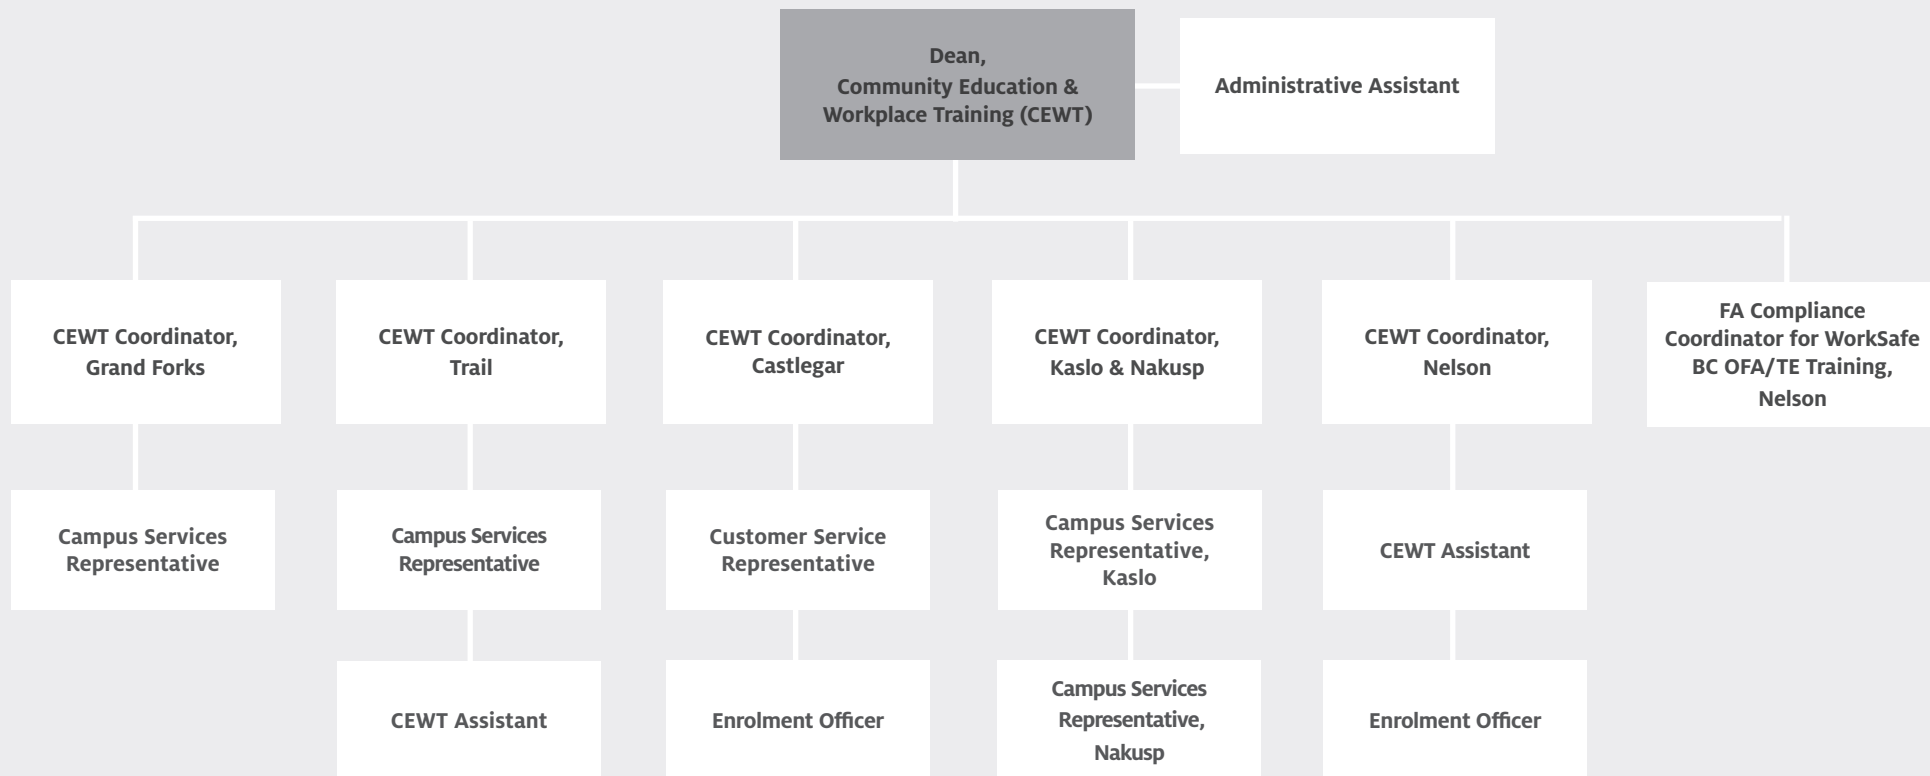 Dean,
Community Education &
Workplace Training (CEWT)
Administrative Assistant
CEWT Coordinator,
Grand Forks
CEWT Coordinator,
Trail
CEWT Coordinator,
Castlegar
CEWT Coordinator,
Kaslo & Nakusp
CEWT Coordinator,
Nelson
FA Compliance
Coordinator for WorkSafe
BC OFA/TE Training,
Nelson
Campus Services
Representative
Campus Services
Representative
Customer Service
Representative
Campus Services
Representative,
Kaslo
CEWT Assistant
CEWT Assistant
Enrolment Officer
Campus Services
Representative,
Nakusp
Enrolment Officer